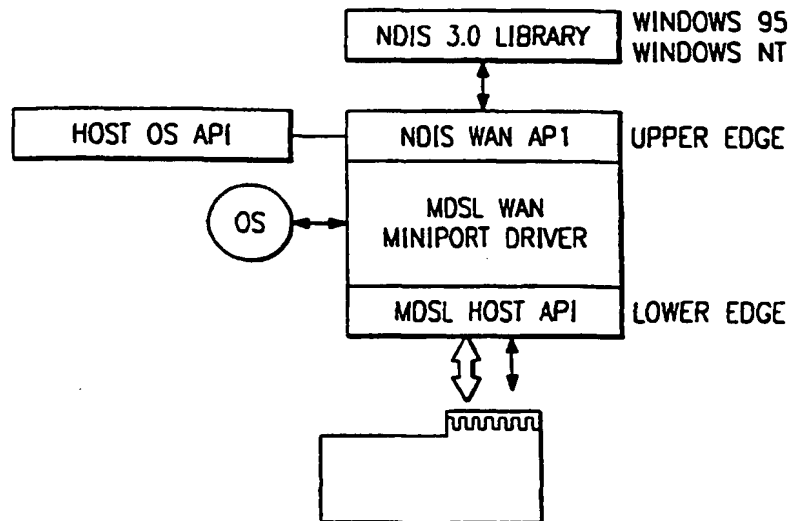 NDIS 3.0 LIBRARY
WINDOWS 95
WINDOWS NT
HOST OS API
NDIS WAN AP1
UPPER EDGE
OS
MDSL WAN
MINIPORT DRIVER
MDSL HOST API
LOWER EDGE